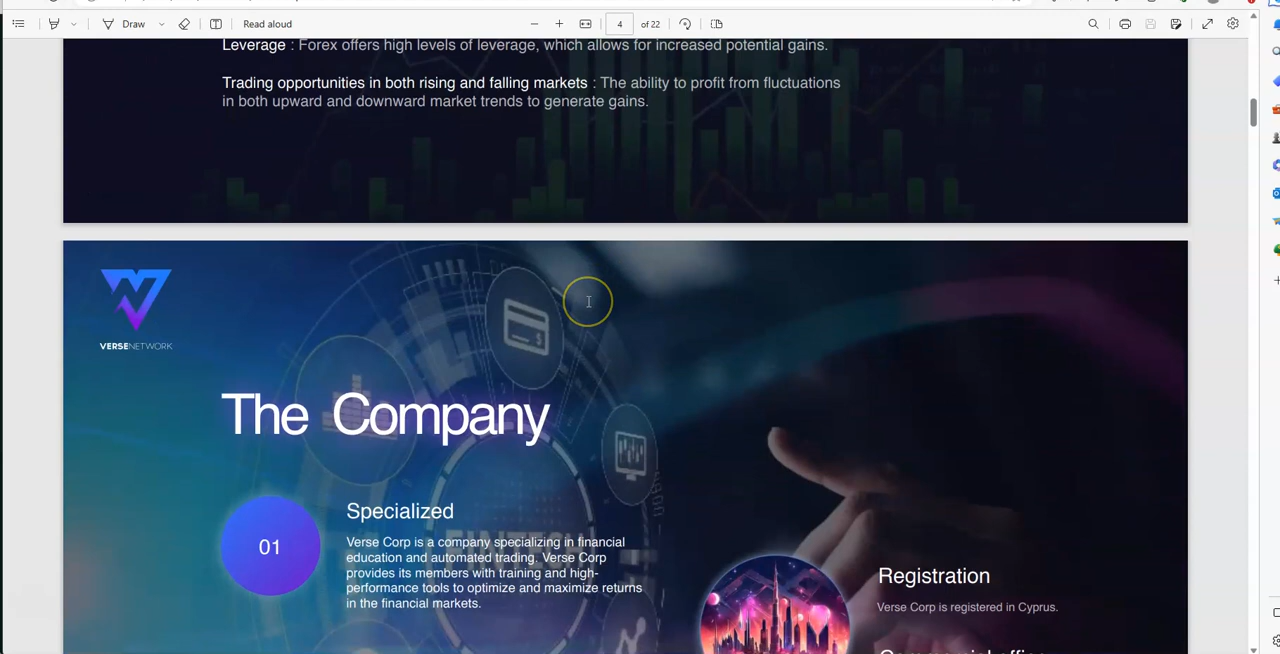 Draw
Read aloud
4
of 22
Leverage : Forex offers high levels of leverage, which allows for increased potential gains.
Trading opportunities in both rising and falling markets : The ability to profit from fluctuations
in both upward and downward market trends to generate gains.
VERSENETWORK
The Company
01
Specialized
Verse Corp is a company specializing in financial
education and automated trading. Verse Corp
provides its members with training and high-
performance tools to optimize and maximize returns
in the financial markets.
Registration
Verse Corp is registered in Cyprus.